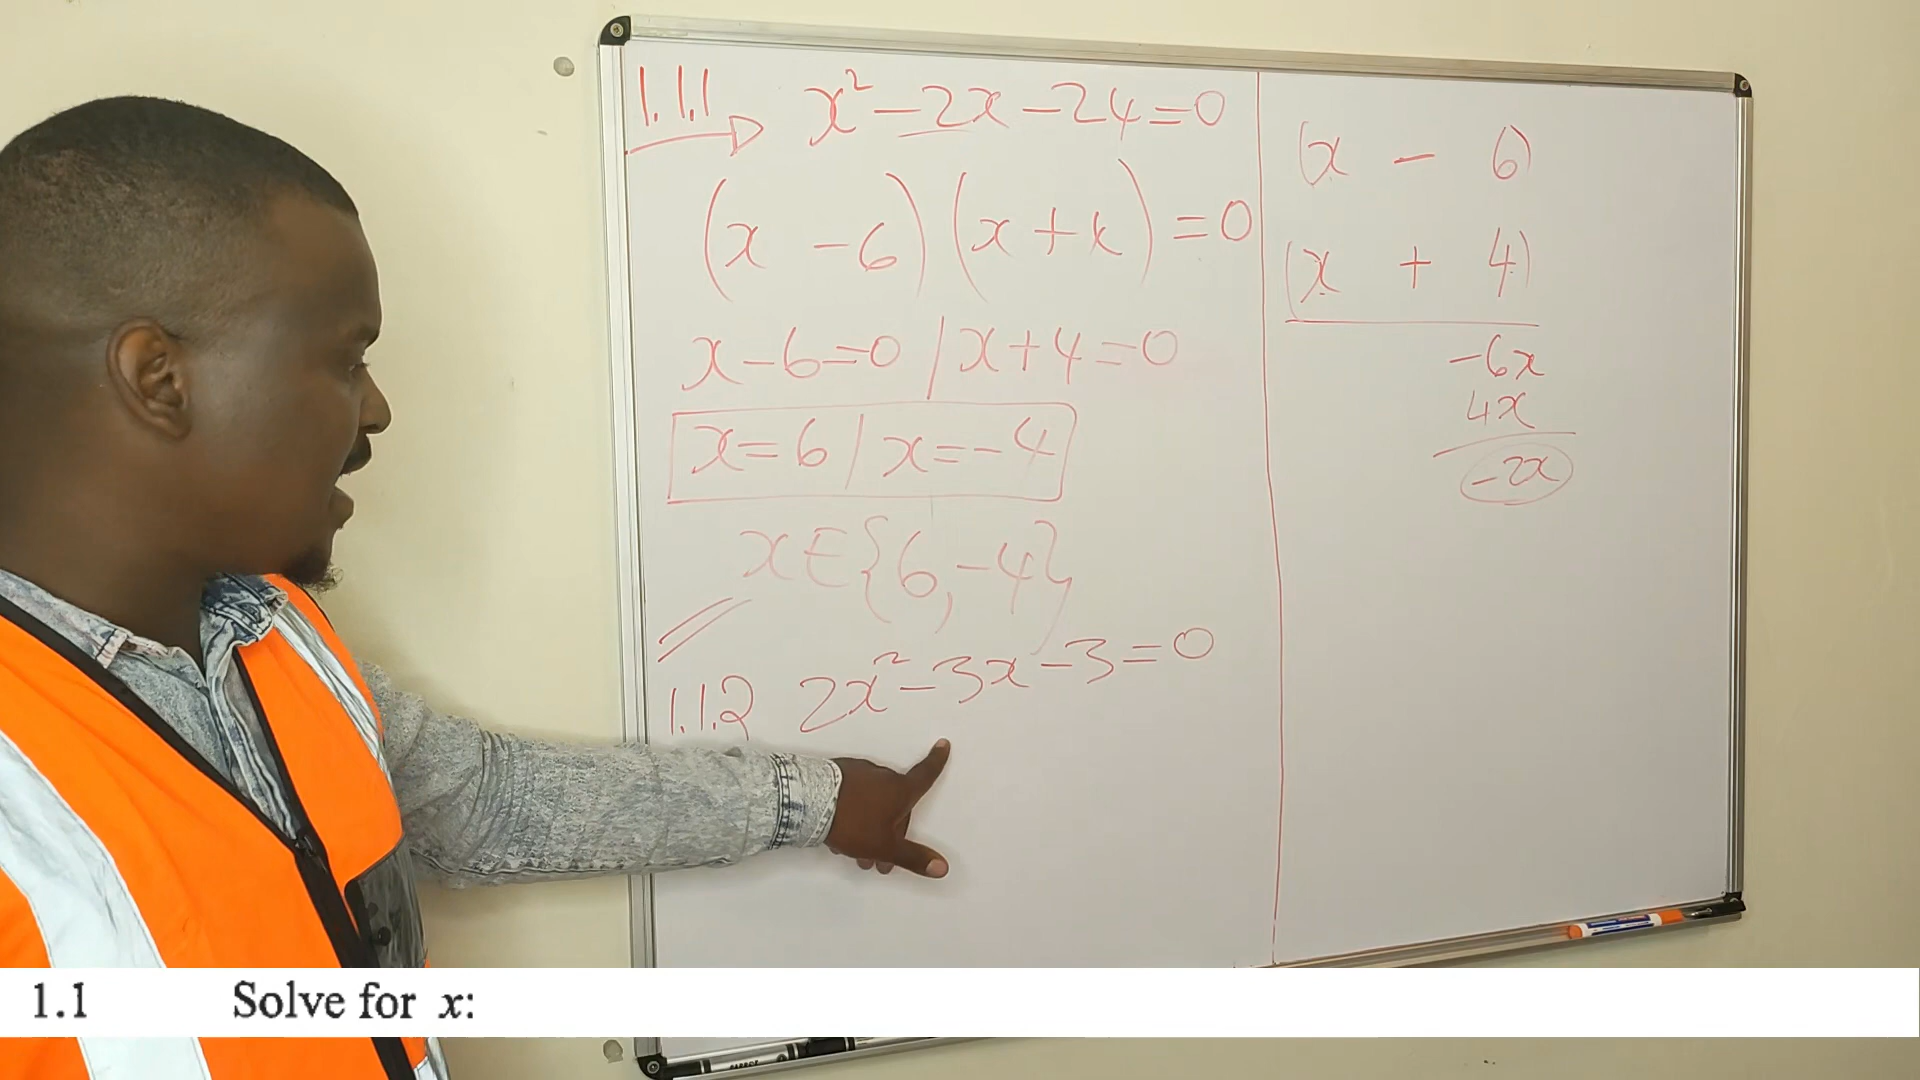 1.1.1 x² - 2x - 24 = 0
(x - 6)(x + k) = 0
x - 6 = 0 / x + 4 = 0
x = 6 / x = -4
x ∈ {6, -4}
1.1.2 2x² - 3x - 3 = 0
(x - 6)
(x + 4)
-6x
4x
-2x
1.1 Solve for x: